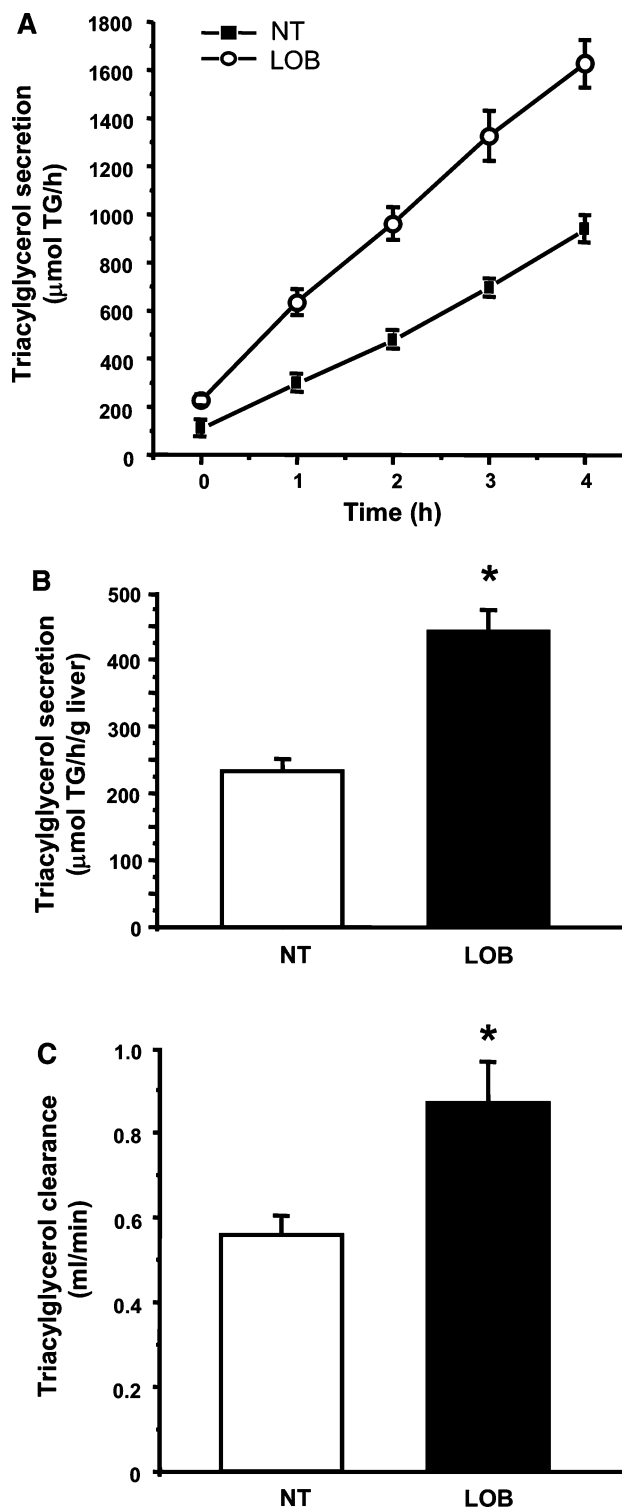 A
NT
LOB
1800
1600
1400
1200
1000
800
600
400
200
0
Triacylglycerol secretion
(μmol TG/h)
0 1 2 3 4
Time (h)
B
*
500
400
300
200
100
0
Triacylglycerol secretion
(μmol TG/h/g liver)
NT LOB
C
*
1.0
0.8
0.6
0.4
0.2
0
Triacylglycerol clearance
(ml/min)
NT LOB